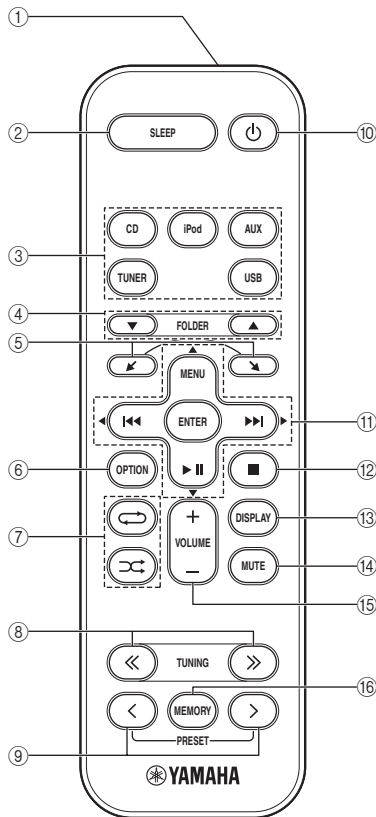 ①
② SLEEP ⑩
CD iPod AUX
③
TUNER USB
④ ▼ FOLDER ▲
⑤
MENU
ENTER ⑪
⑥ OPTION ⑫
⑦ + DISPLAY ⑬
VOLUME
− MUTE ⑭
⑮
⑧
TUNING
⑯
MEMORY
⑨ PRESET
YAMAHA